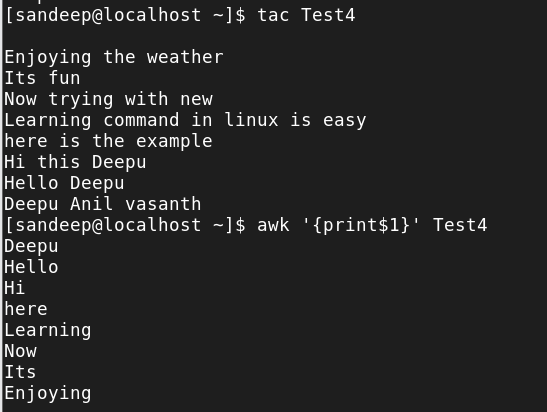 [sandeep@localhost ~]$ tac Test4

Enjoying the weather
Its fun
Now trying with new
Learning command in linux is easy
here is the example
Hi this Deepu
Hello Deepu
Deepu Anil vasanth
[sandeep@localhost ~]$ awk '{print$1}' Test4
Deepu
Hello
Hi
here
Learning
Now
Its
Enjoying